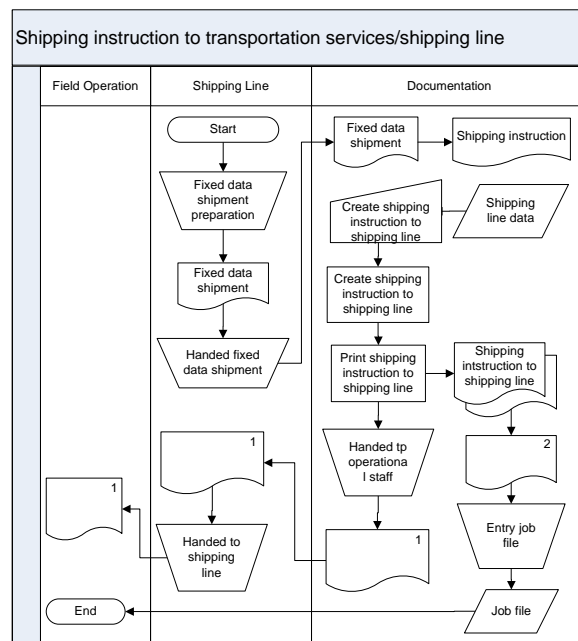 Shipping instruction to transportation services/shipping line
Field Operation
Shipping Line
Documentation
Start
Fixed data
shipment
preparation
Fixed data
shipment
Handed fixed
data shipment
1
Handed to
shipping
line
1
End
Fixed data
shipment
Shipping instruction
Create shipping
instruction to
shipping line
Shipping
line data
Create shipping
instruction to
shipping line
Print shipping
instruction to
shipping line
Shipping
intstruction to
shipping line
Handed tp
operationa
l staff
2
1
Entry job
file
Job file